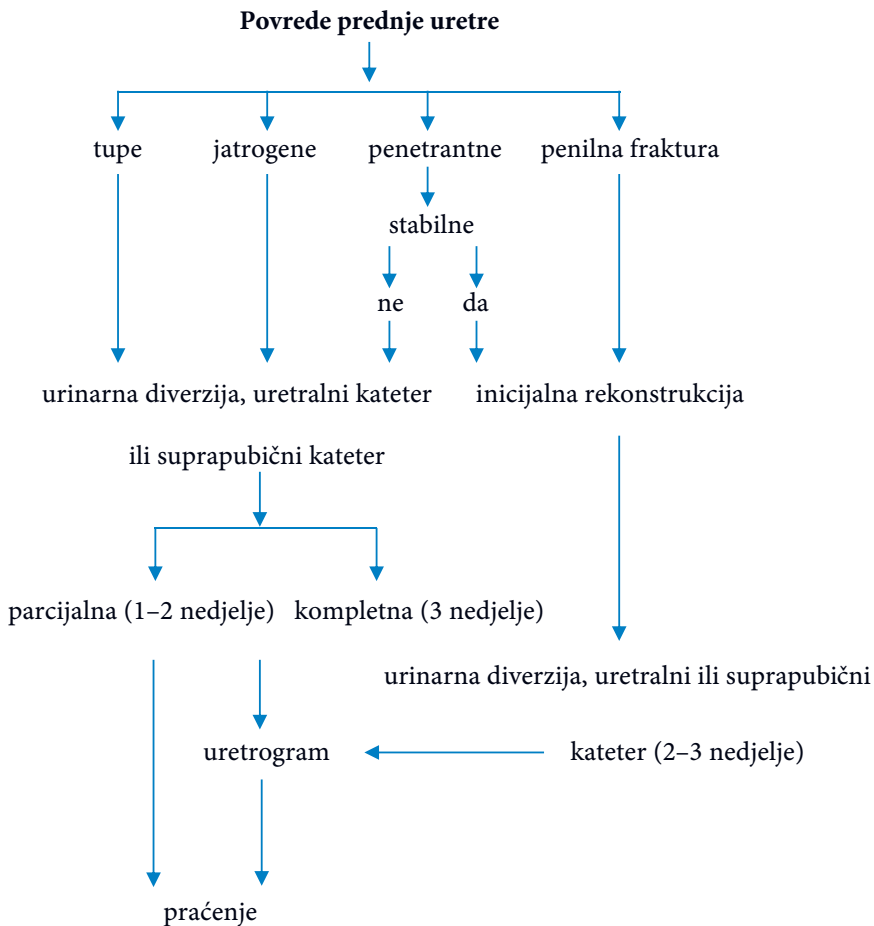 Povrede prednje uretre
tupe jatrogene penetrantne penilna fraktura
stabilne
ne da
urinarna diverzija, uretralni kateter inicijalna rekonstrukcija
ili suprapubični kateter
parcijalna (1–2 nedjelje) kompletna (3 nedjelje)
urinarna diverzija, uretralni ili suprapubični
uretrogram kateter (2–3 nedjelje)
praćenje